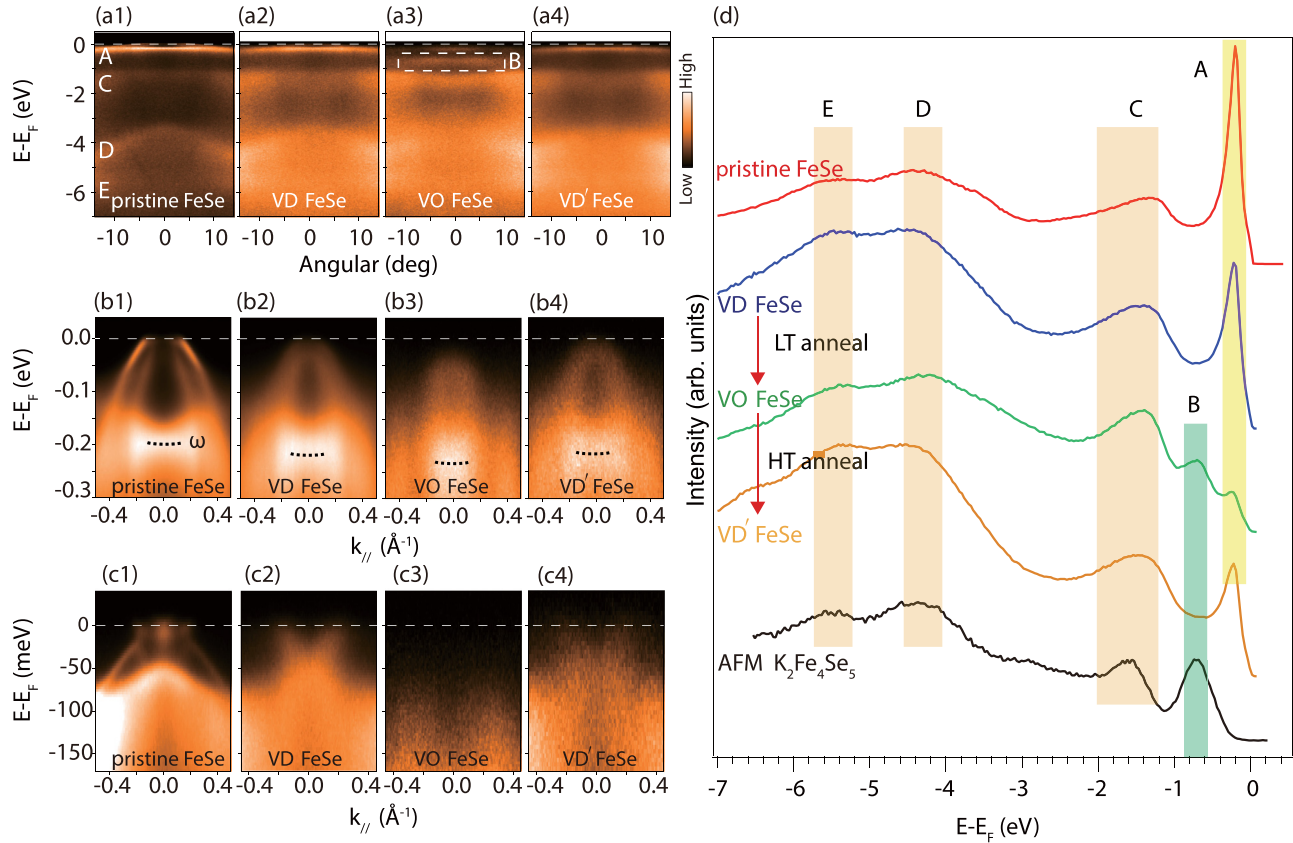 (a1) (a2) (a3) (a4)
E-E_F (eV)
0
-2
-4
-6
A
C
D
E
B
pristine FeSe
VD FeSe
VO FeSe
VD′ FeSe
High
Low
-10 0 10 -10 0 10 -10 0 10 -10 0 10
Angular (deg)
(b1) (b2) (b3) (b4)
E-E_F (eV)
0.0
-0.1
-0.2
-0.3
ω
pristine FeSe
VD FeSe
VO FeSe
VD′ FeSe
-0.4 0.0 0.4 -0.4 0.0 0.4 -0.4 0.0 0.4 -0.4 0.0 0.4
k_// (Å⁻¹)
(c1) (c2) (c3) (c4)
E-E_F (meV)
0
-50
-100
-150
pristine FeSe
VD FeSe
VO FeSe
VD′ FeSe
-0.4 0.0 0.4 -0.4 0.0 0.4 -0.4 0.0 0.4 -0.4 0.0 0.4
k_// (Å⁻¹)
(d)
Intensity (arb. units)
A
E D C
pristine FeSe
VD FeSe
LT anneal
VO FeSe
B
HT anneal
VD′ FeSe
AFM K₂Fe₄Se₅
-7 -6 -5 -4 -3 -2 -1 0
E-E_F (eV)